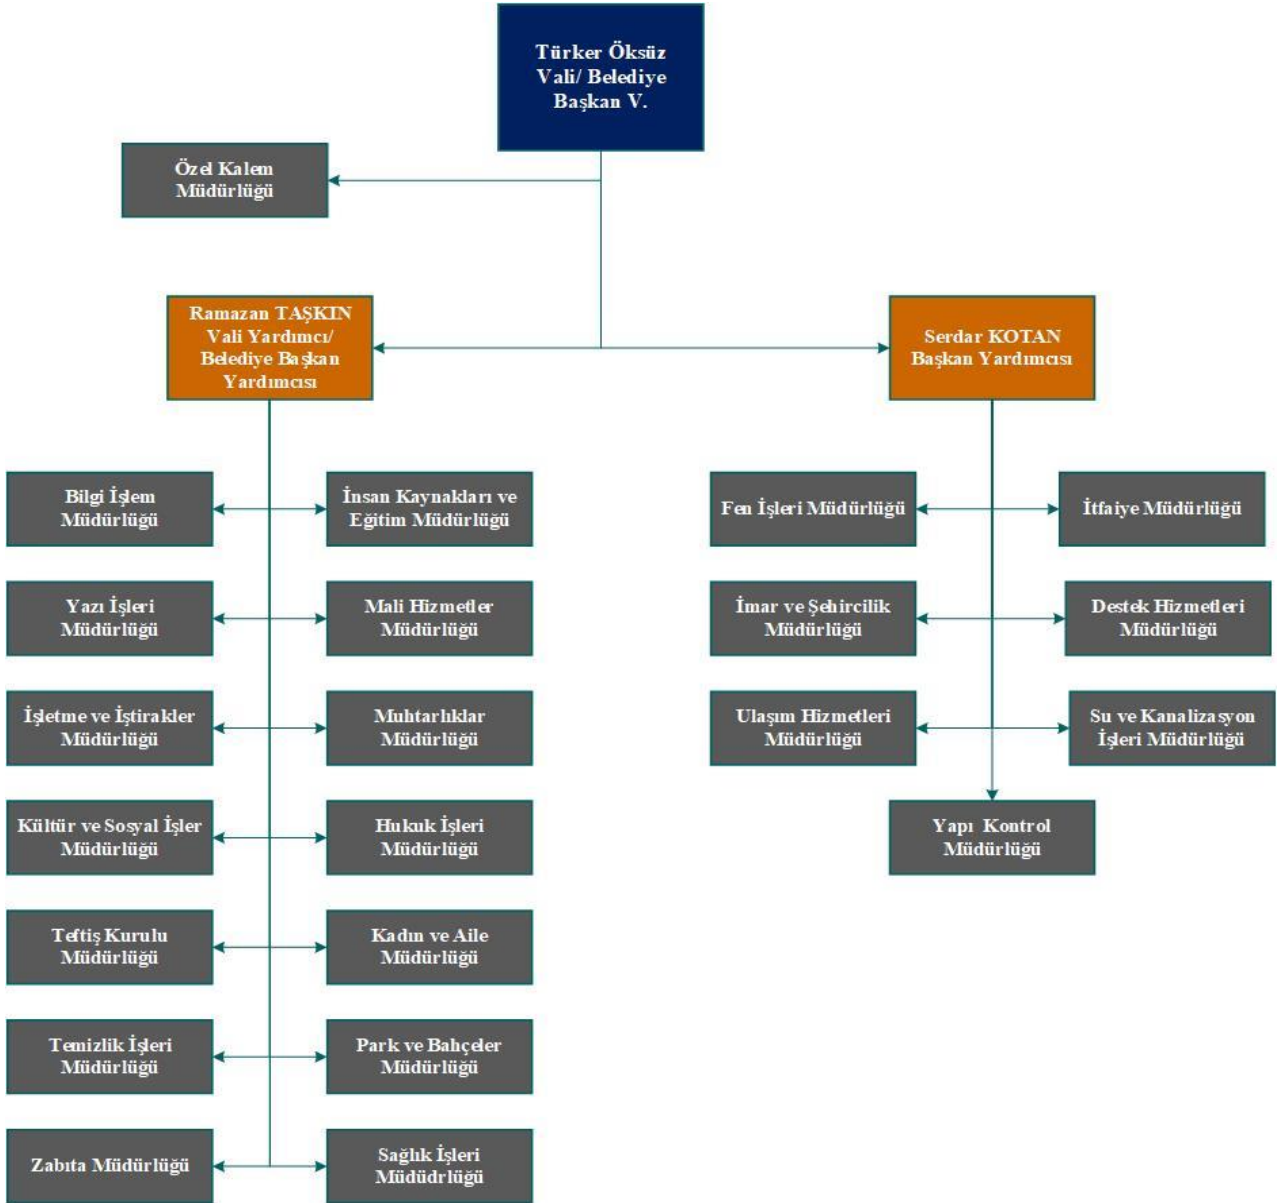 Türker Öksüz
Vali/ Belediye
Başkan V.
Özel Kalem
Müdürlüğü
Ramazan TAŞKIN
Vali Yardımcı/
Belediye Başkan
Yardımcısı
Serdar KOTAN
Başkan Yardımcısı
Bilgi İşlem
Müdürlüğü
İnsan Kaynakları ve
Eğitim Müdürlüğü
Fen İşleri Müdürlüğü
İtfaiye Müdürlüğü
Yazı İşleri
Müdürlüğü
Mali Hizmetler
Müdürlüğü
İmar ve Şehircilik
Müdürlüğü
Destek Hizmetleri
Müdürlüğü
İşletme ve İştirakler
Müdürlüğü
Muhtarlıklar
Müdürlüğü
Ulaşım Hizmetleri
Müdürlüğü
Su ve Kanalizasyon
İşleri Müdürlüğü
Kültür ve Sosyal İşler
Müdürlüğü
Hukuk İşleri
Müdürlüğü
Yapı Kontrol
Müdürlüğü
Teftiş Kurulu
Müdürlüğü
Kadın ve Aile
Müdürlüğü
Temizlik İşleri
Müdürlüğü
Park ve Bahçeler
Müdürlüğü
Zabıta Müdürlüğü
Sağlık İşleri
Müdüdrlüğü